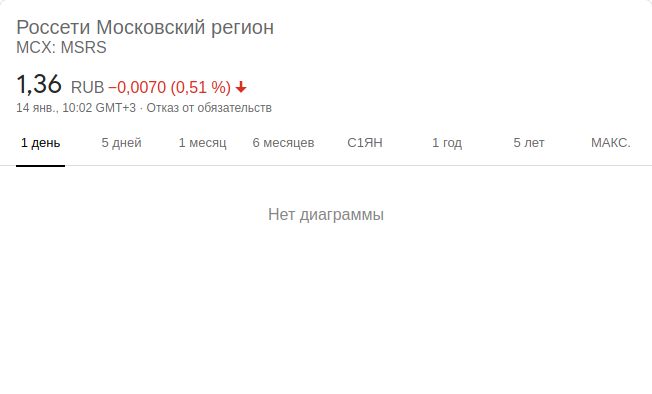 Россети Московский регион
MCX: MSRS
1,36 RUB −0,0070 (0,51 %)
14 янв., 10:02 GMT+3 · Отказ от обязательств
1 день 5 дней 1 месяц 6 месяцев С1ЯН 1 год 5 лет МАКС.
Нет диаграммы